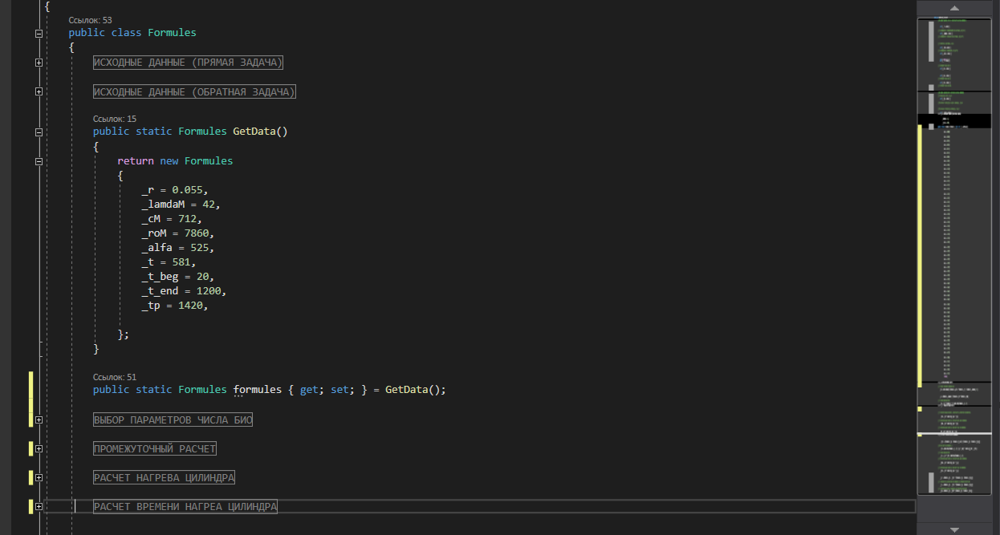 {
Ссылок: 53
public class Formules
{
ИСХОДНЫЕ ДАННЫЕ (ПРЯМАЯ ЗАДАЧА)
ИСХОДНЫЕ ДАННЫЕ (ОБРАТНАЯ ЗАДАЧА)
Ссылок: 15
public static Formules GetData()
{
return new Formules
{
_r = 0.055,
_lamdaM = 42,
_cM = 712,
_roM = 7860,
_alfa = 525,
_t = 581,
_t_beg = 20,
_t_end = 1200,
_tp = 1420,
};
}
Ссылок: 51
public static Formules formules { get; set; } = GetData();
ВЫБОР ПАРАМЕТРОВ ЧИСЛА БИО
ПРОМЕЖУТОЧНЫЙ РАСЧЕТ
РАСЧЕТ НАГРЕВА ЦИЛИНДРА
РАСЧЕТ ВРЕМЕНИ НАГРЕА ЦИЛИНДРА